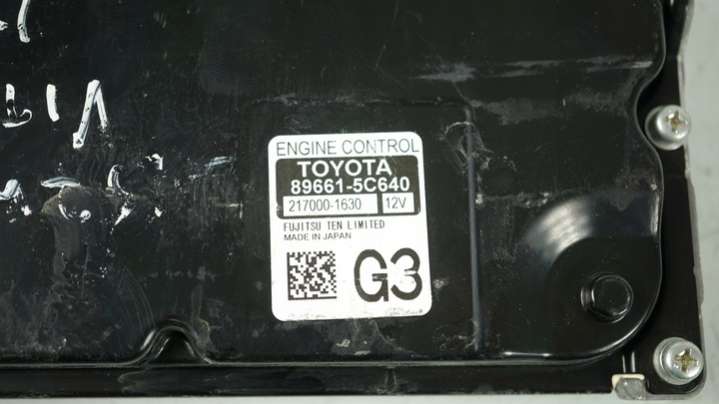 ENGINE CONTROL
TOYOTA
89661-5C640
217000-1630 12V
FUJITSU TEN LIMITED
MADE IN JAPAN
G3